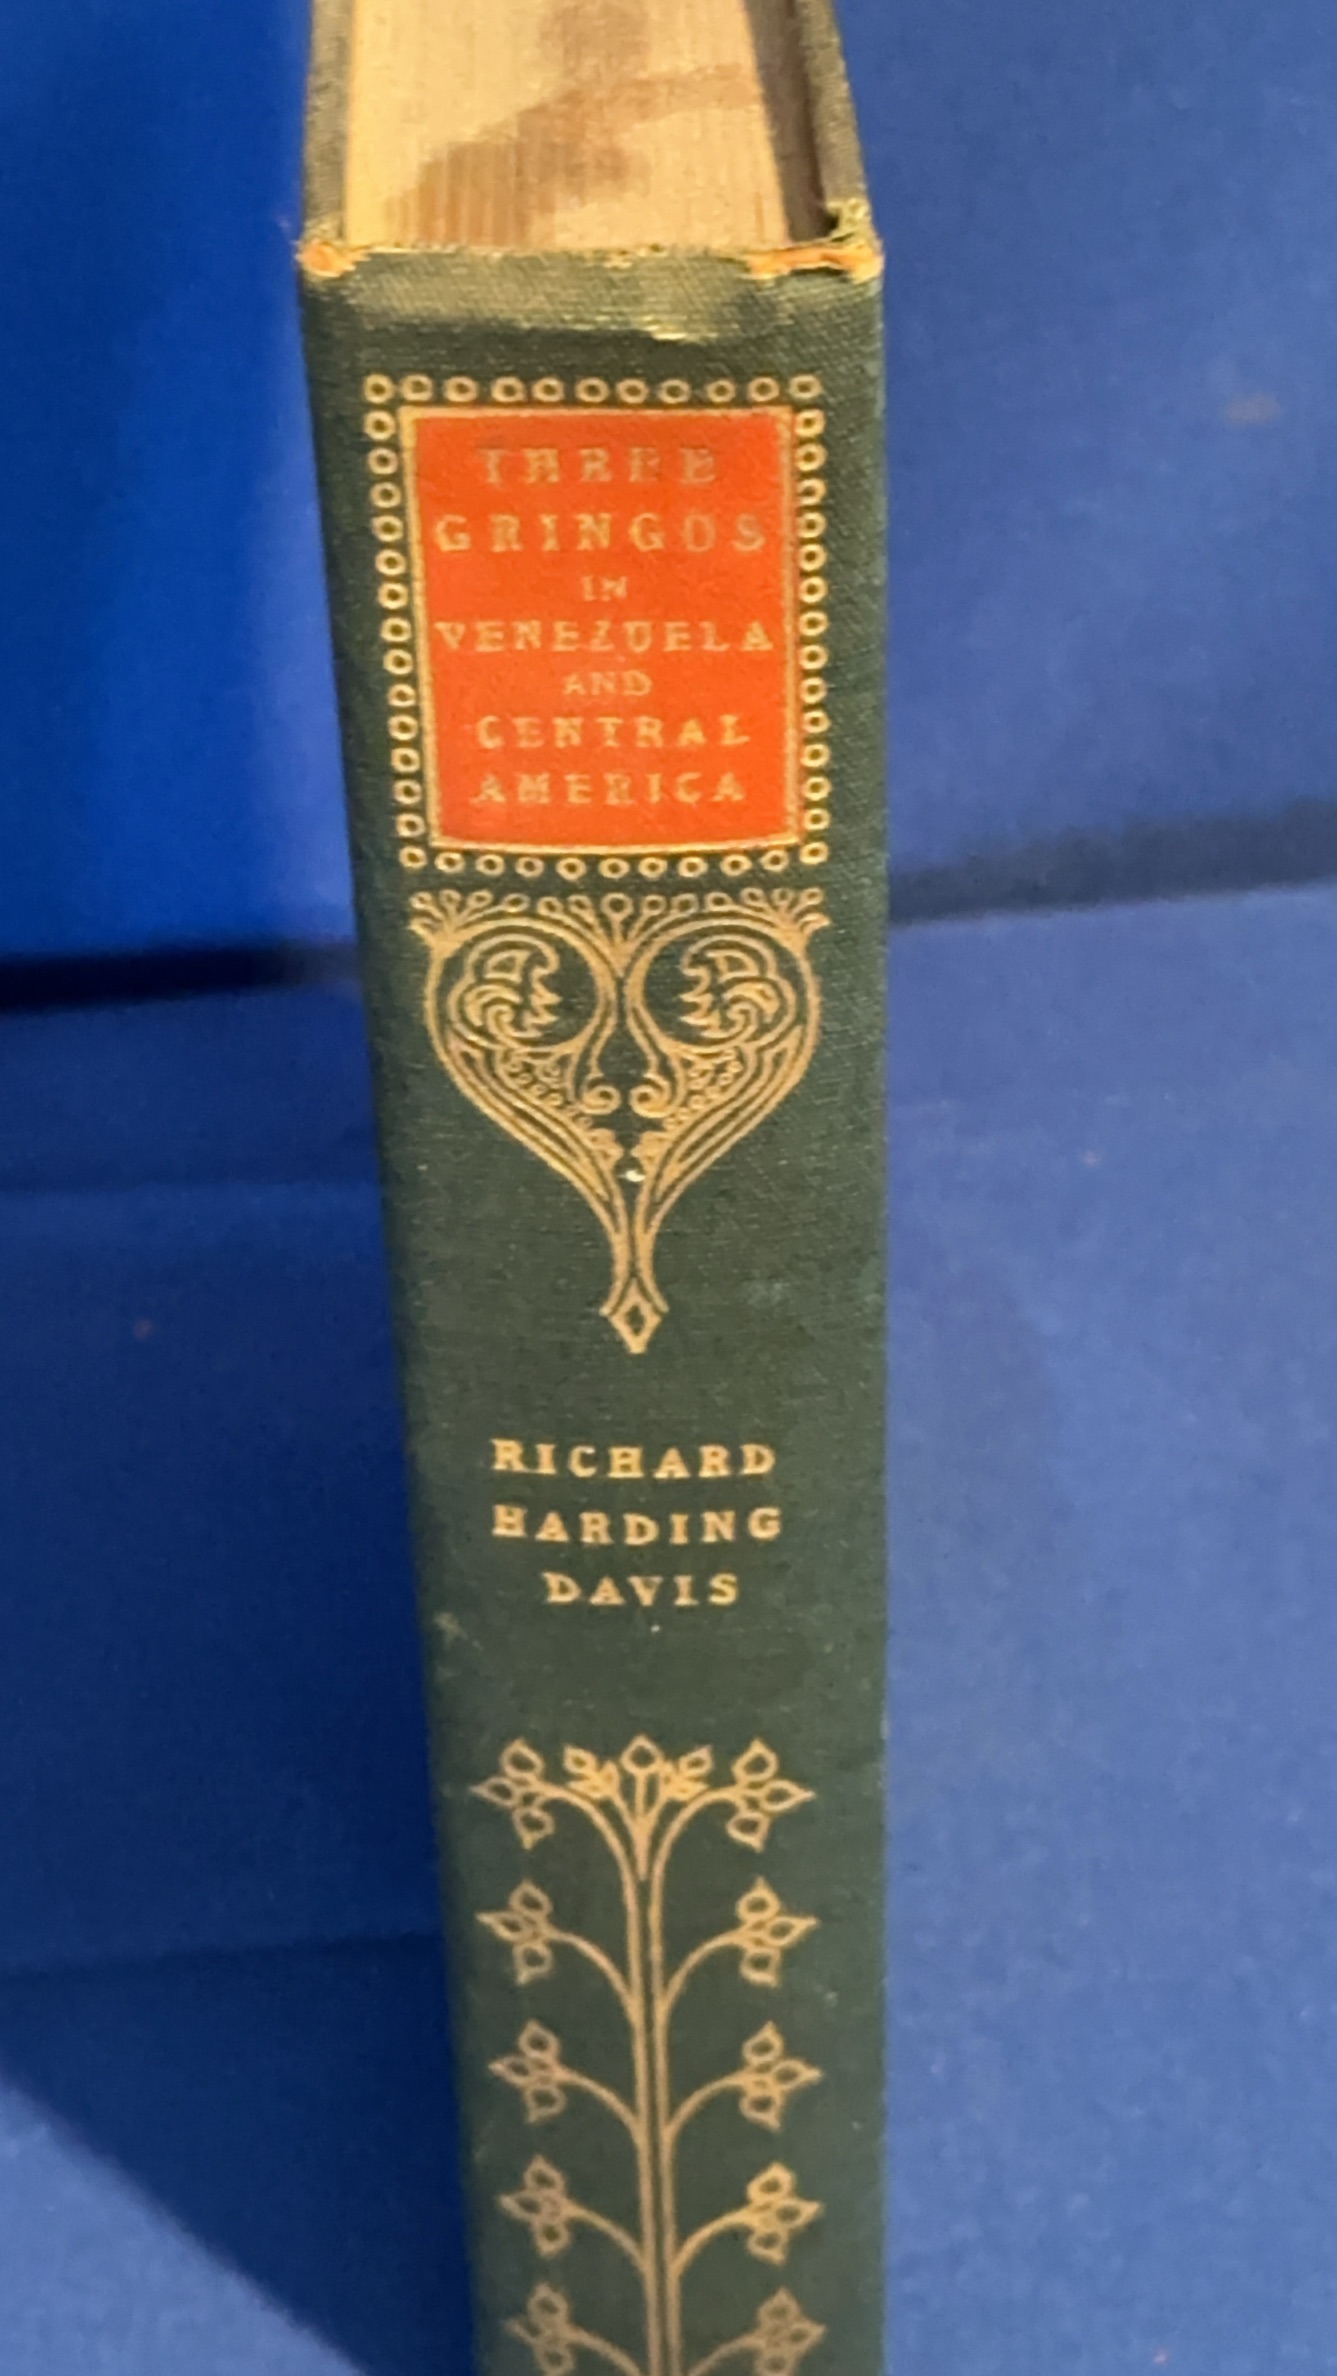 THREE
GRINGOS
IN
VENEZUELA
AND
CENTRAL
AMERICA
RICHARD
HARDING
DAVIS